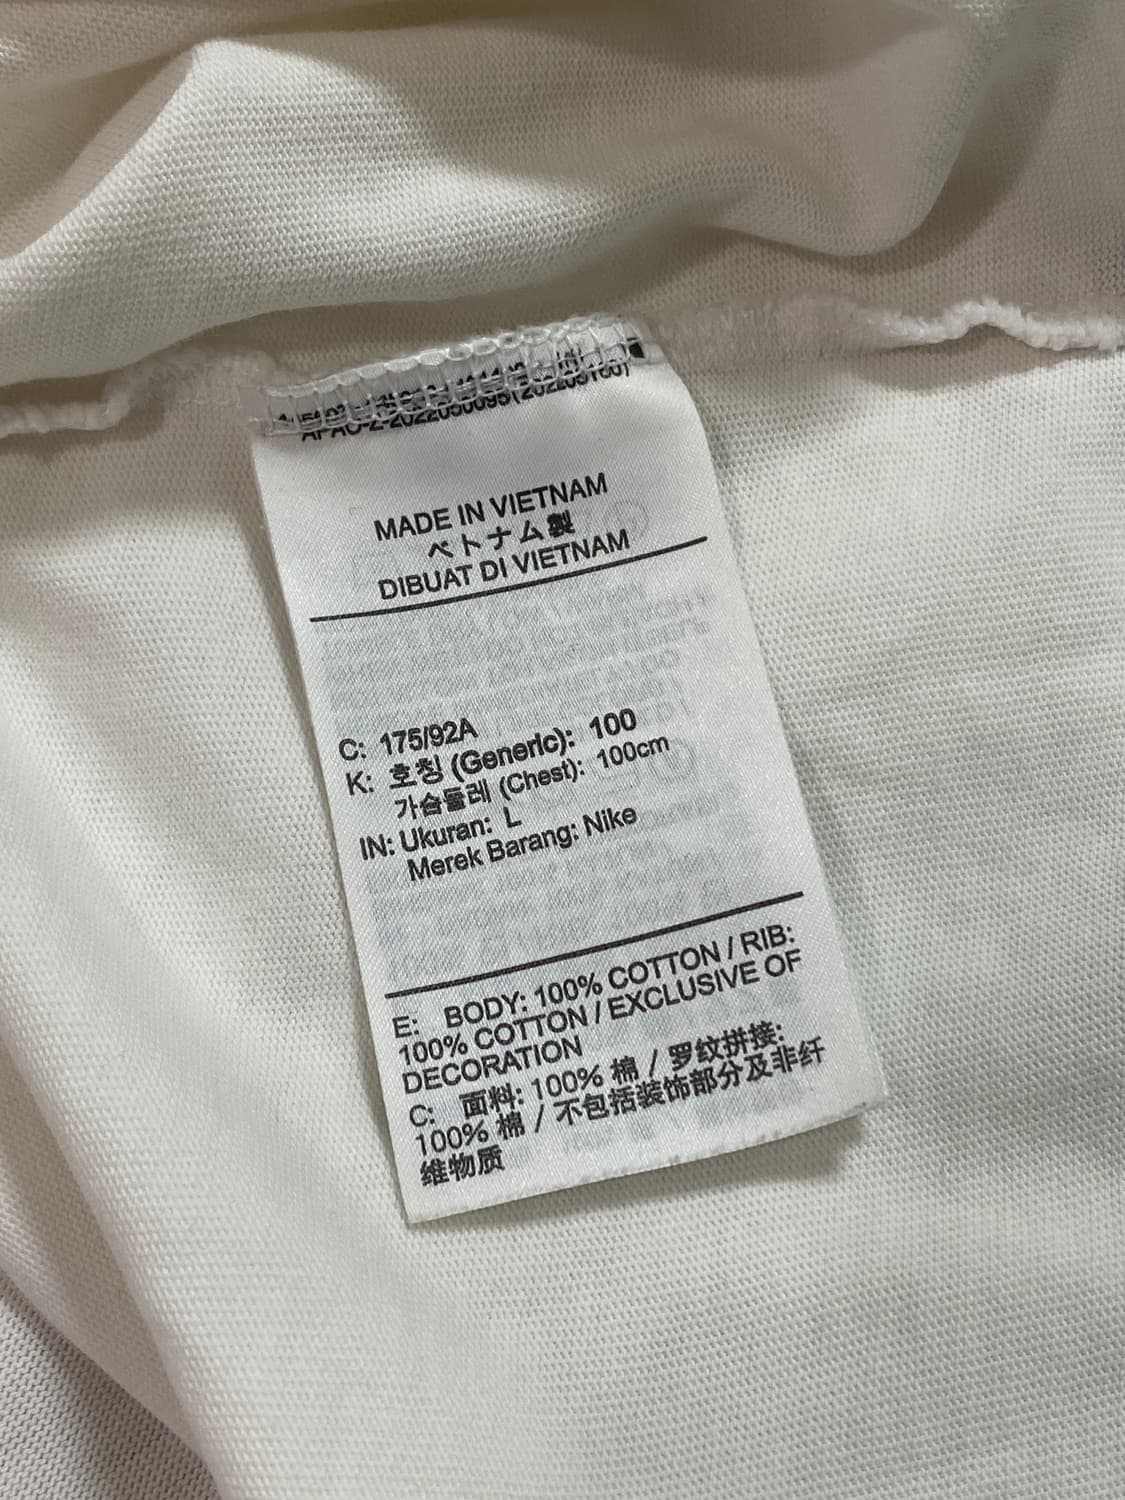 APAC-Z-2022050095(202205160)
MADE IN VIETNAM
ベトナム製
DIBUAT DI VIETNAM
C: 175/92A
K: 호칭 (Generic): 100
가슴둘레 (Chest): 100cm
IN: Ukuran: L
Merek Barang: Nike
E: BODY: 100% COTTON / RIB:
100% COTTON / EXCLUSIVE OF
DECORATION
C: 面料: 100% 棉 / 罗纹拼接:
100% 棉 / 不包括装饰部分及非纤
维物质